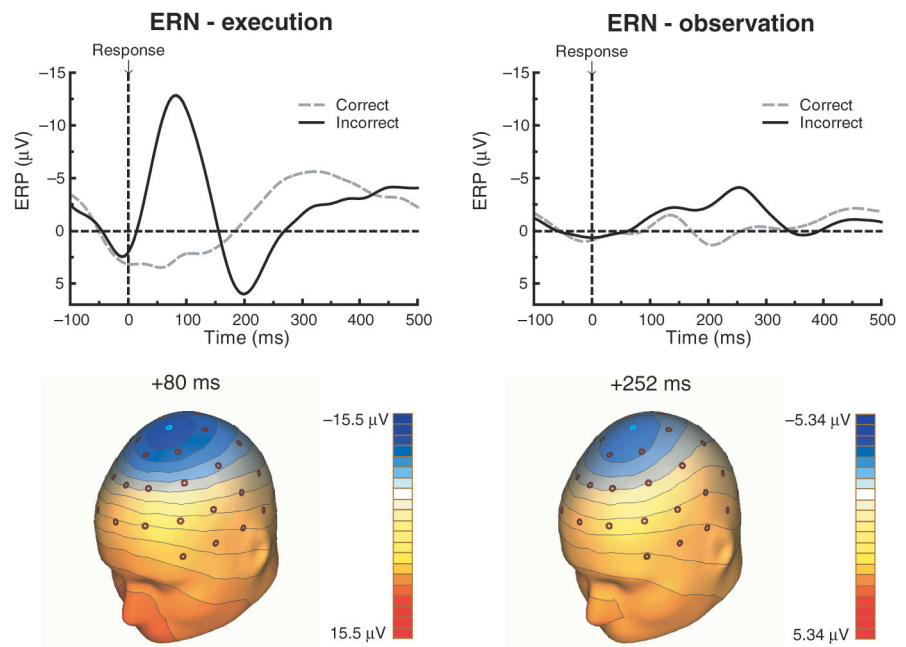 ERN - execution
Response
−15
−10
−5
0
5
ERP (μV)
Correct
Incorrect
−100 0 100 200 300 400 500
Time (ms)
ERN - observation
Response
−15
−10
−5
0
5
ERP (μV)
Correct
Incorrect
−100 0 100 200 300 400 500
Time (ms)
+80 ms
−15.5 μV
15.5 μV
+252 ms
−5.34 μV
5.34 μV